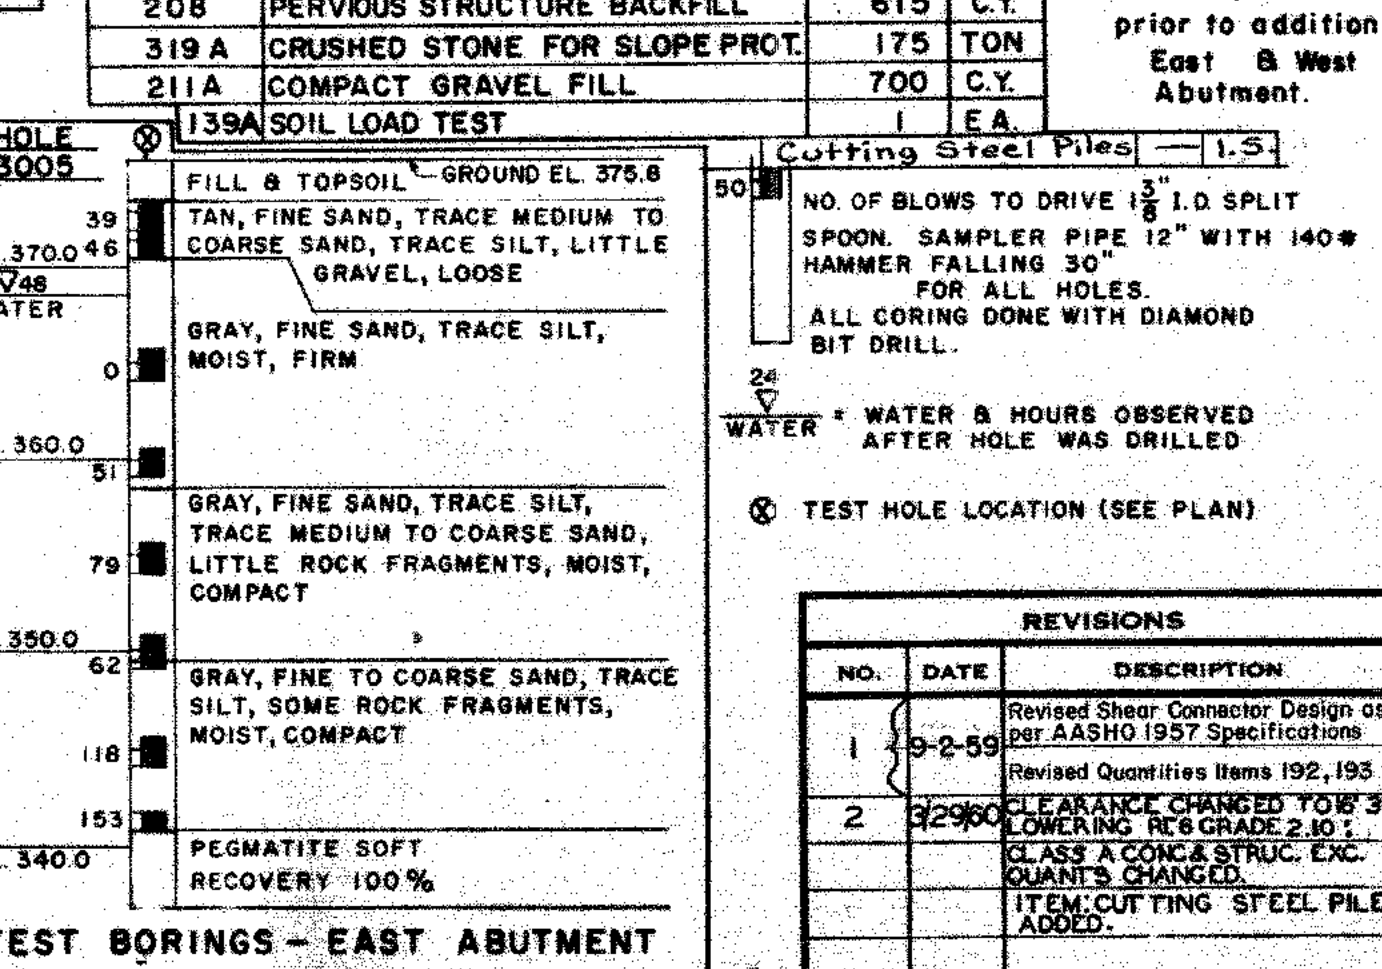 20B PERVIOUS STRUCTURE BACKFILL 615 C.Y.
319 A CRUSHED STONE FOR SLOPE PROT. 175 TON
211A COMPACT GRAVEL FILL 700 C.Y.
139A SOIL LOAD TEST 1 EA.
Cutting Steel Piles — 1.S.
prior to addition
East & West
Abutment.
HOLE
3005
GROUND EL. 375.8
FILL & TOPSOIL
39
46
370.0
48
TAN, FINE SAND, TRACE MEDIUM TO
COARSE SAND, TRACE SILT, LITTLE
GRAVEL, LOOSE
GRAY, FINE SAND, TRACE SILT,
MOIST, FIRM
0
360.0
51
GRAY, FINE SAND, TRACE SILT,
TRACE MEDIUM TO COARSE SAND,
LITTLE ROCK FRAGMENTS, MOIST,
COMPACT
79
350.0
62
GRAY, FINE TO COARSE SAND, TRACE
SILT, SOME ROCK FRAGMENTS,
MOIST, COMPACT
118
153
340.0
PEGMATITE SOFT
RECOVERY 100%
TEST BORINGS – EAST ABUTMENT
50
NO. OF BLOWS TO DRIVE 1 3/8" I.D. SPLIT
SPOON. SAMPLER PIPE 12" WITH 140#
HAMMER FALLING 30"
FOR ALL HOLES.
ALL CORING DONE WITH DIAMOND
BIT DRILL.
24
WATER = WATER & HOURS OBSERVED
AFTER HOLE WAS DRILLED
TEST HOLE LOCATION (SEE PLAN)
REVISIONS
NO. DATE DESCRIPTION
1 9-2-59 Revised Shear Connector Design as
per AASHO 1957 Specifications
Revised Quantities Items 192, 193
2 3/29/60 CLEARANCE CHANGED TO
LOWERING GRADE
CLASS A CONC & STRUC. EXC.
QUANTS CHANGED.
ITEM: CUTTING STEEL PILE
ADDED.